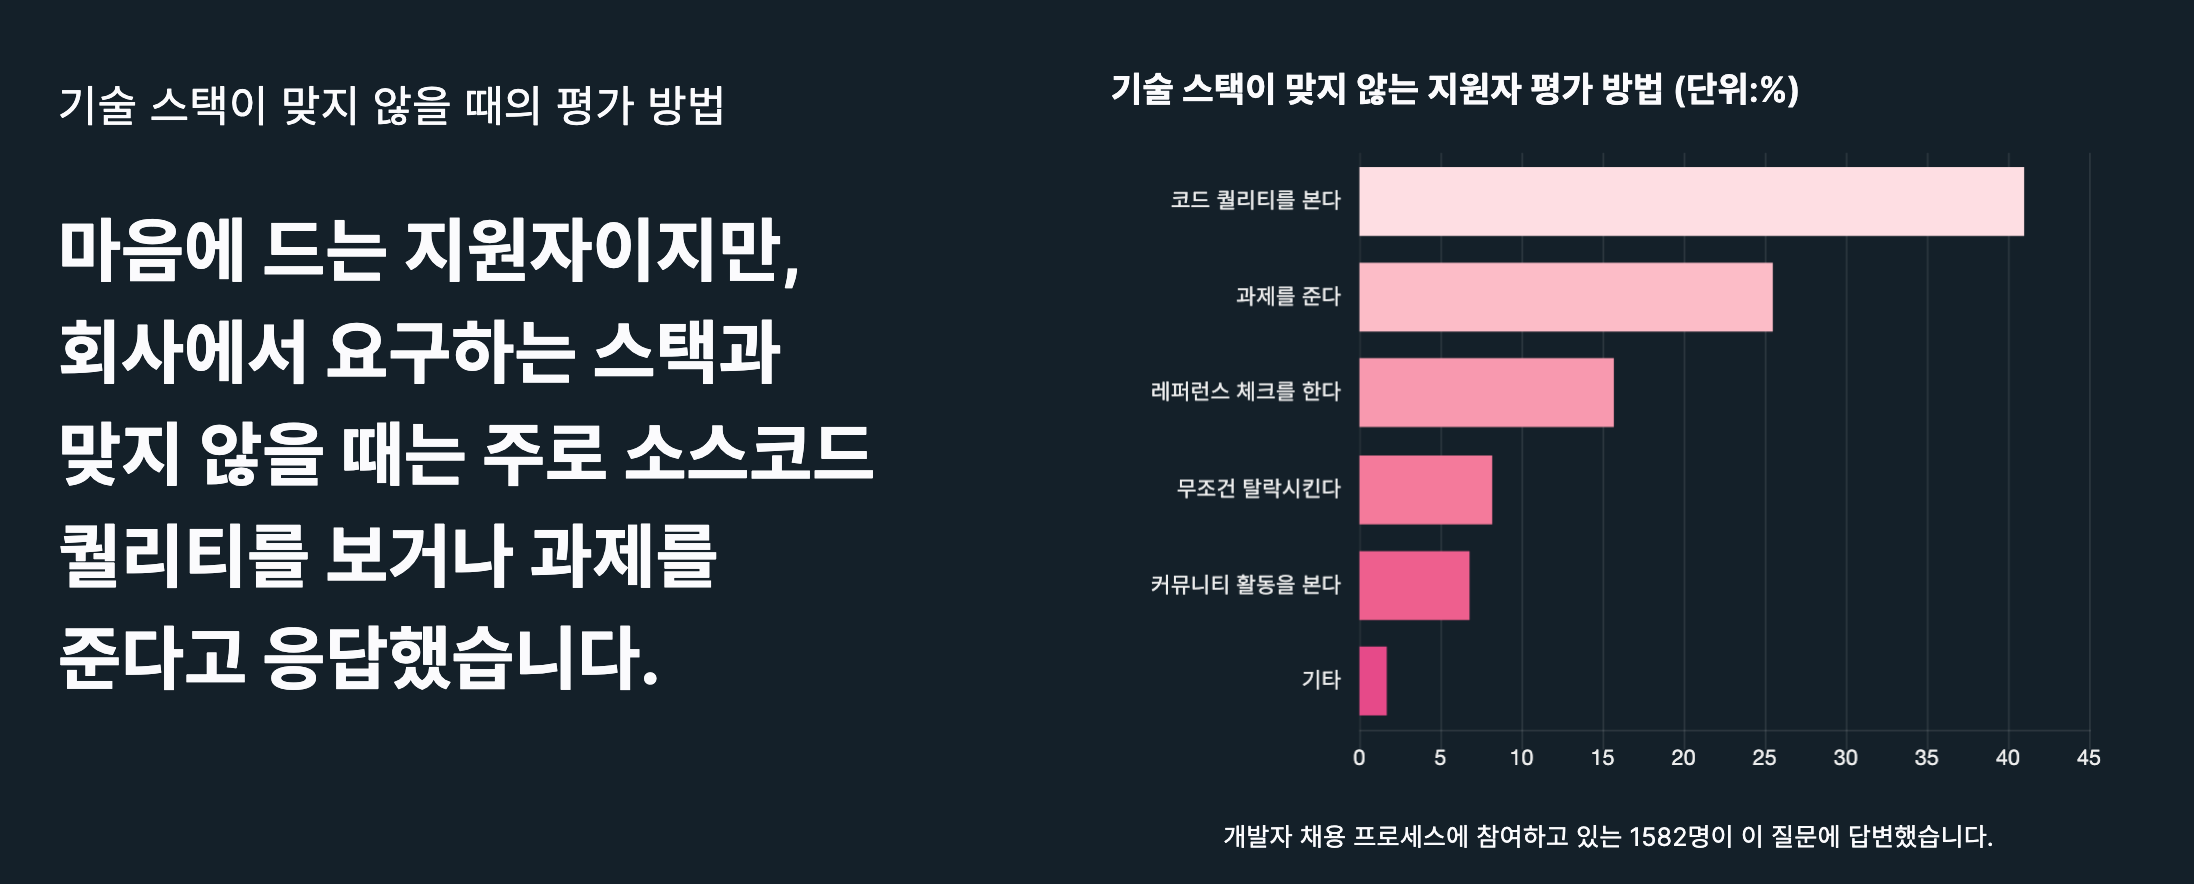 기술 스택이 맞지 않을 때의 평가 방법
마음에 드는 지원자이지만,
회사에서 요구하는 스택과
맞지 않을 때는 주로 소스코드
퀄리티를 보거나 과제를
준다고 응답했습니다.
기술 스택이 맞지 않는 지원자 평가 방법 (단위:%)
코드 퀄리티를 본다
과제를 준다
레퍼런스 체크를 한다
무조건 탈락시킨다
커뮤니티 활동을 본다
기타
0 5 10 15 20 25 30 35 40 45
개발자 채용 프로세스에 참여하고 있는 1582명이 이 질문에 답변했습니다.